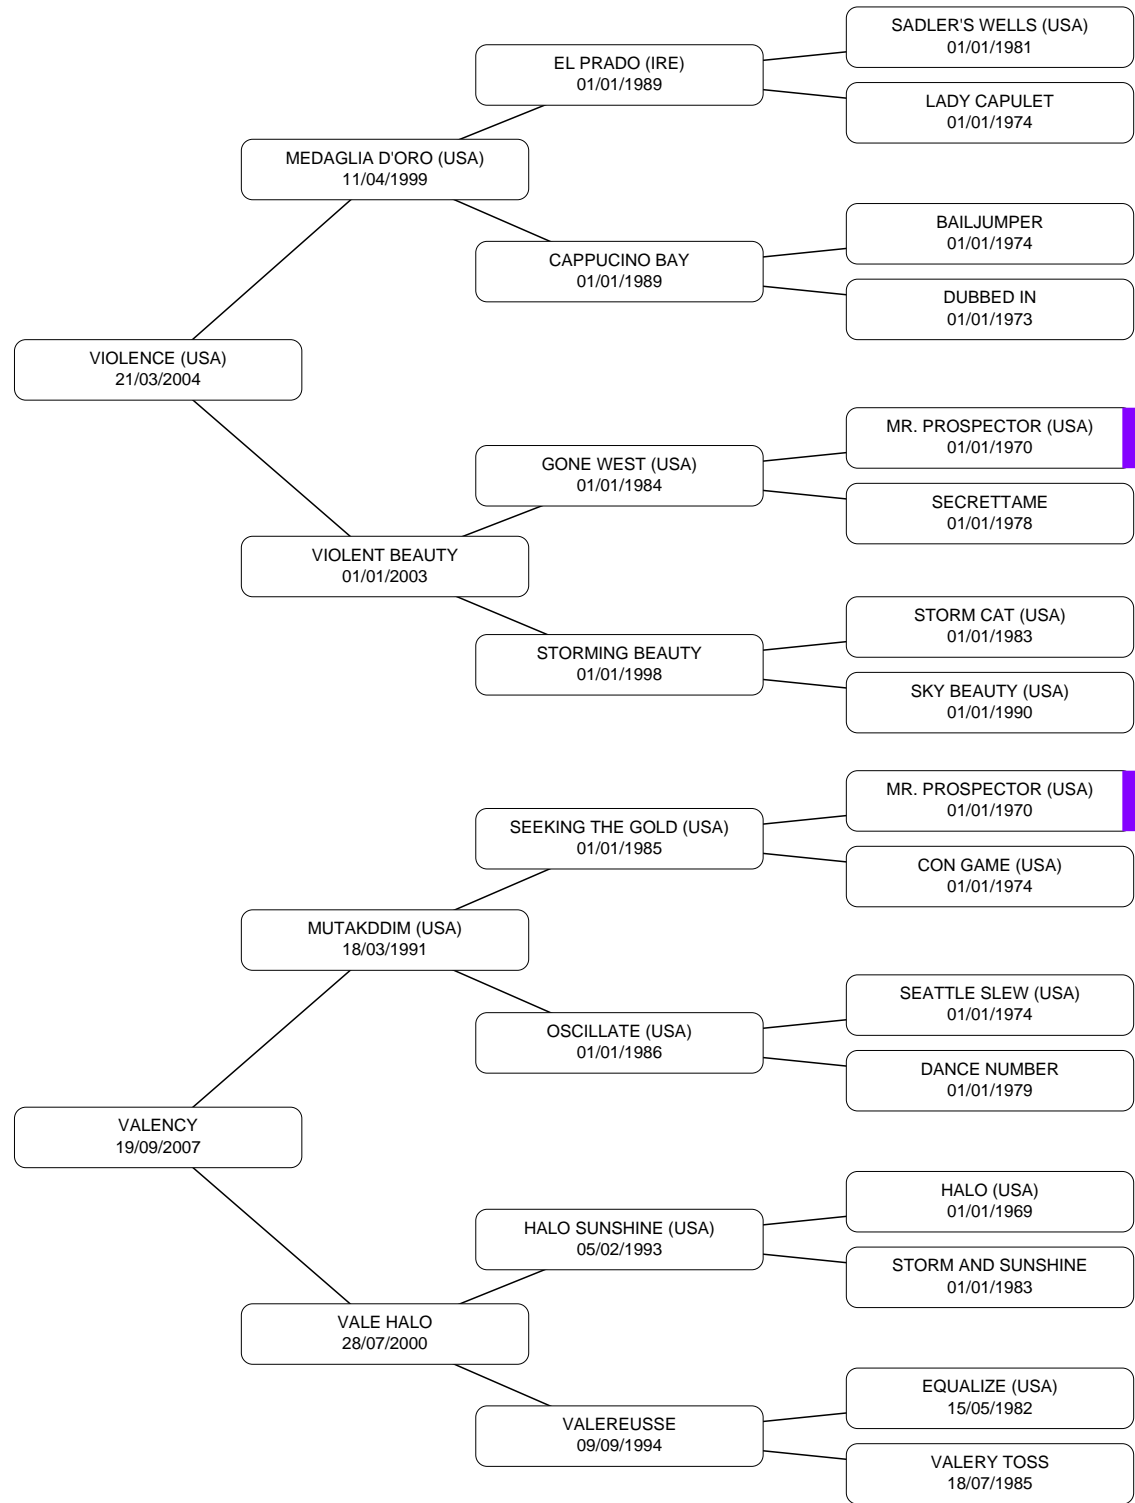 SADLER'S WELLS (USA)
01/01/1981
EL PRADO (IRE)
01/01/1989
LADY CAPULET
01/01/1974
MEDAGLIA D'ORO (USA)
11/04/1999
BAILJUMPER
01/01/1974
CAPPUCINO BAY
01/01/1989
DUBBED IN
01/01/1973
VIOLENCE (USA)
21/03/2004
MR. PROSPECTOR (USA)
01/01/1970
GONE WEST (USA)
01/01/1984
SECRETTAME
01/01/1978
VIOLENT BEAUTY
01/01/2003
STORM CAT (USA)
01/01/1983
STORMING BEAUTY
01/01/1998
SKY BEAUTY (USA)
01/01/1990
MR. PROSPECTOR (USA)
01/01/1970
SEEKING THE GOLD (USA)
01/01/1985
CON GAME (USA)
01/01/1974
MUTAKDDIM (USA)
18/03/1991
SEATTLE SLEW (USA)
01/01/1974
OSCILLATE (USA)
01/01/1986
DANCE NUMBER
01/01/1979
VALENCY
19/09/2007
HALO (USA)
01/01/1969
HALO SUNSHINE (USA)
05/02/1993
STORM AND SUNSHINE
01/01/1983
VALE HALO
28/07/2000
EQUALIZE (USA)
15/05/1982
VALEREUSSE
09/09/1994
VALERY TOSS
18/07/1985